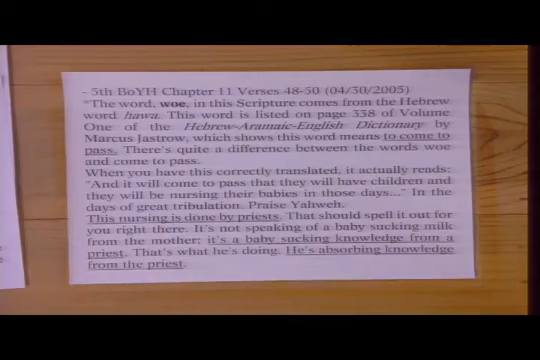 - 5th BoYH Chapter 11 Verses 48-50 (04/30/2005)
"The word, woe, in this Scripture comes from the Hebrew
word hawa. This word is listed on page 338 of Volume
One of the Hebrew-Aramaic-English Dictionary by
Marcus Jastrow, which shows this word means to come to
pass. There's quite a difference between the words woe
and come to pass.
When you have this correctly translated, it actually reads:
"And it will come to pass that they will have children and
they will be nursing their babies in those days..." In the
days of great tribulation. Praise Yahweh.
This nursing is done by priests. That should spell it out for
you right there. It's not speaking of a baby sucking milk
from the mother; it's a baby sucking knowledge from a
priest. That's what he's doing. He's absorbing knowledge
from the priest.